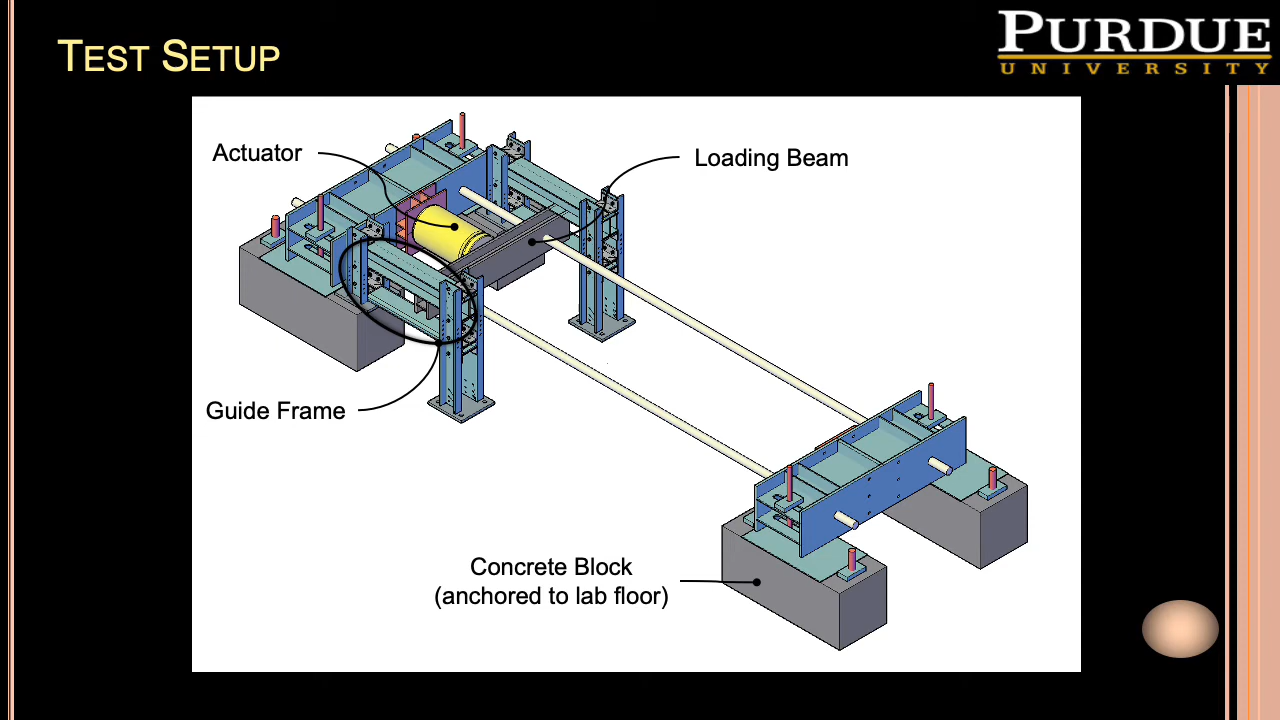 TEST SETUP
PURDUE
UNIVERSITY
Actuator
Loading Beam
Guide Frame
Concrete Block
(anchored to lab floor)